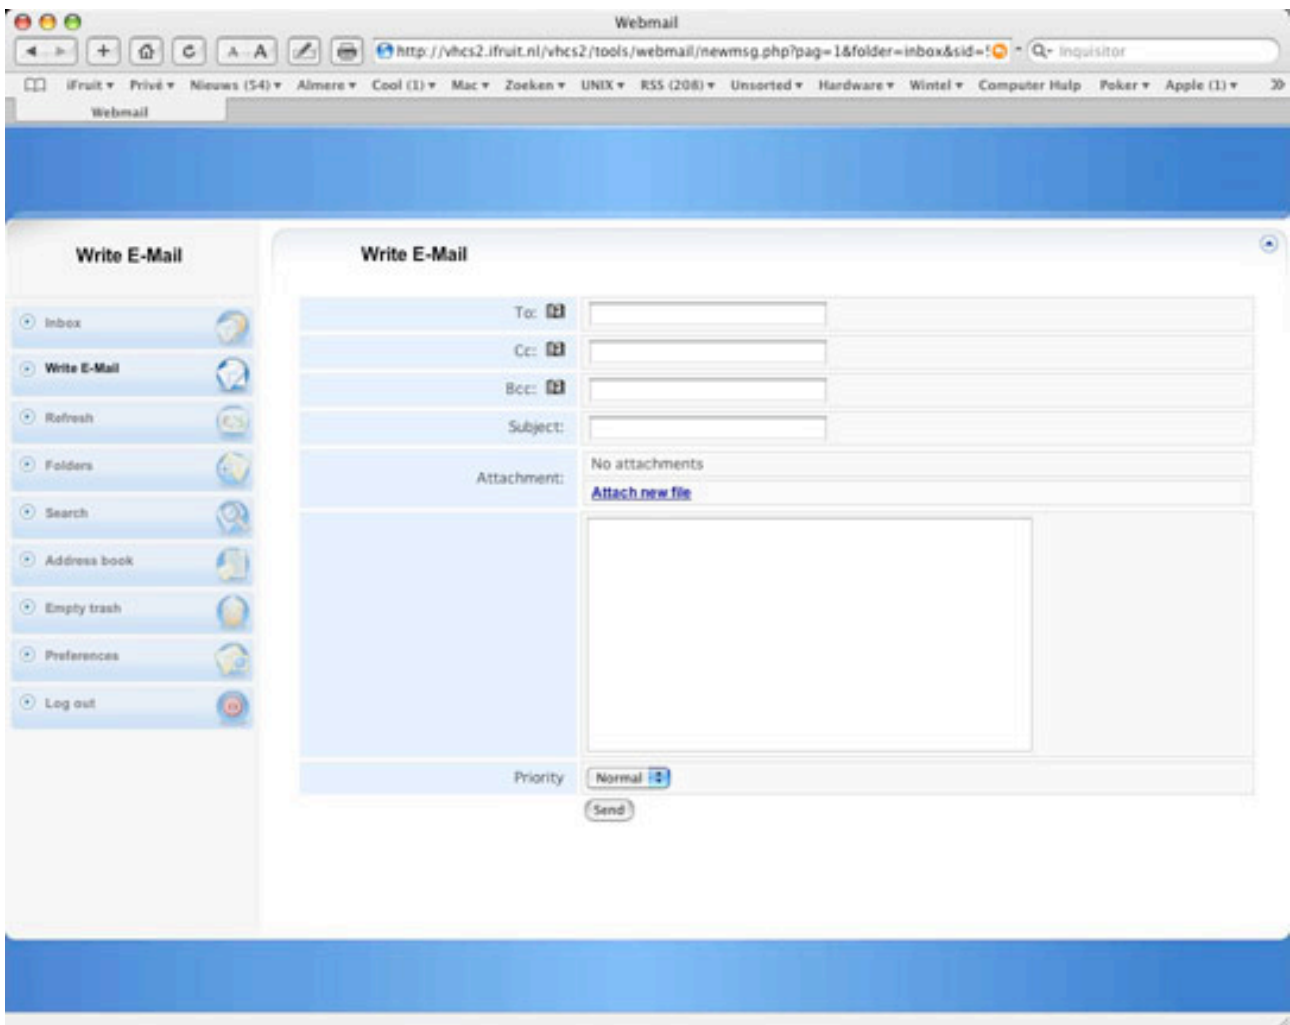 Webmail
A A http://vhcs2.ifruit.nl/vhcs2/tools/webmail/newmsg.php?pag=1&folder=inbox&sid= Inquisitor
iFruit Privé Nieuws (54) Almere Cool (1) Mac Zoeken UNIX RSS (208) Unsorted Hardware Wintel Computer Hulp Poker Apple (1)
Webmail
Write E-Mail
Write E-Mail
Inbox
Write E-Mail
Refresh
Folders
Search
Address book
Empty trash
Preferences
Log out
To:
Cc:
Bcc:
Subject:
Attachment:
No attachments
Attach new file
Priority
Normal
Send